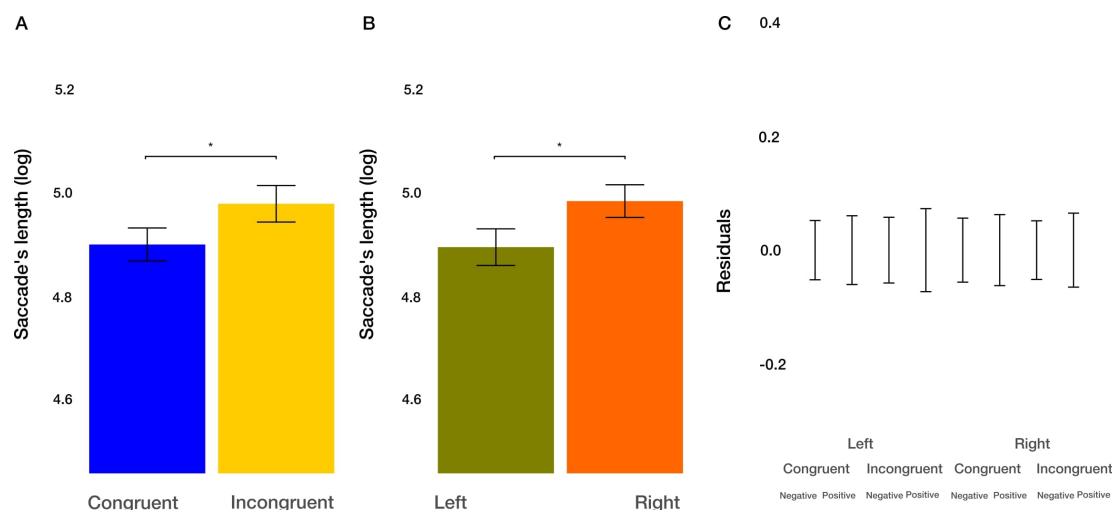 A
B
C
Saccade's length (log)
5.2
5.0
4.8
4.6
*
Congruent Incongruent
Saccade's length (log)
5.2
5.0
4.8
4.6
*
Left Right
Residuals
0.4
0.2
0.0
-0.2
Left Right
Congruent Incongruent Congruent Incongruent
Negative Positive Negative Positive Negative Positive Negative Positive